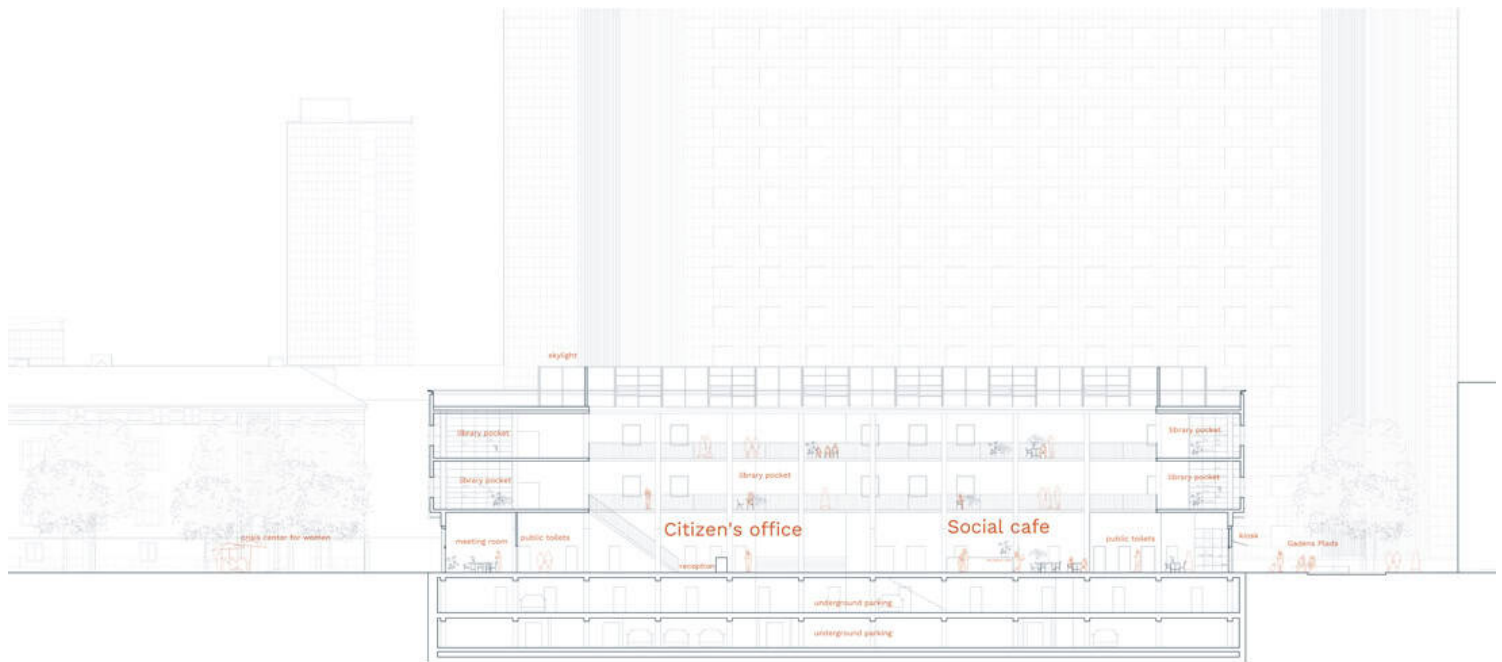 skylight
library pocket
library pocket
library pocket
library pocket
library pocket
Citizen's office
Social cafe
crisis center for women
meeting room
public toilets
public toilets
kiosk
Gadens Plads
reception
underground parking
underground parking